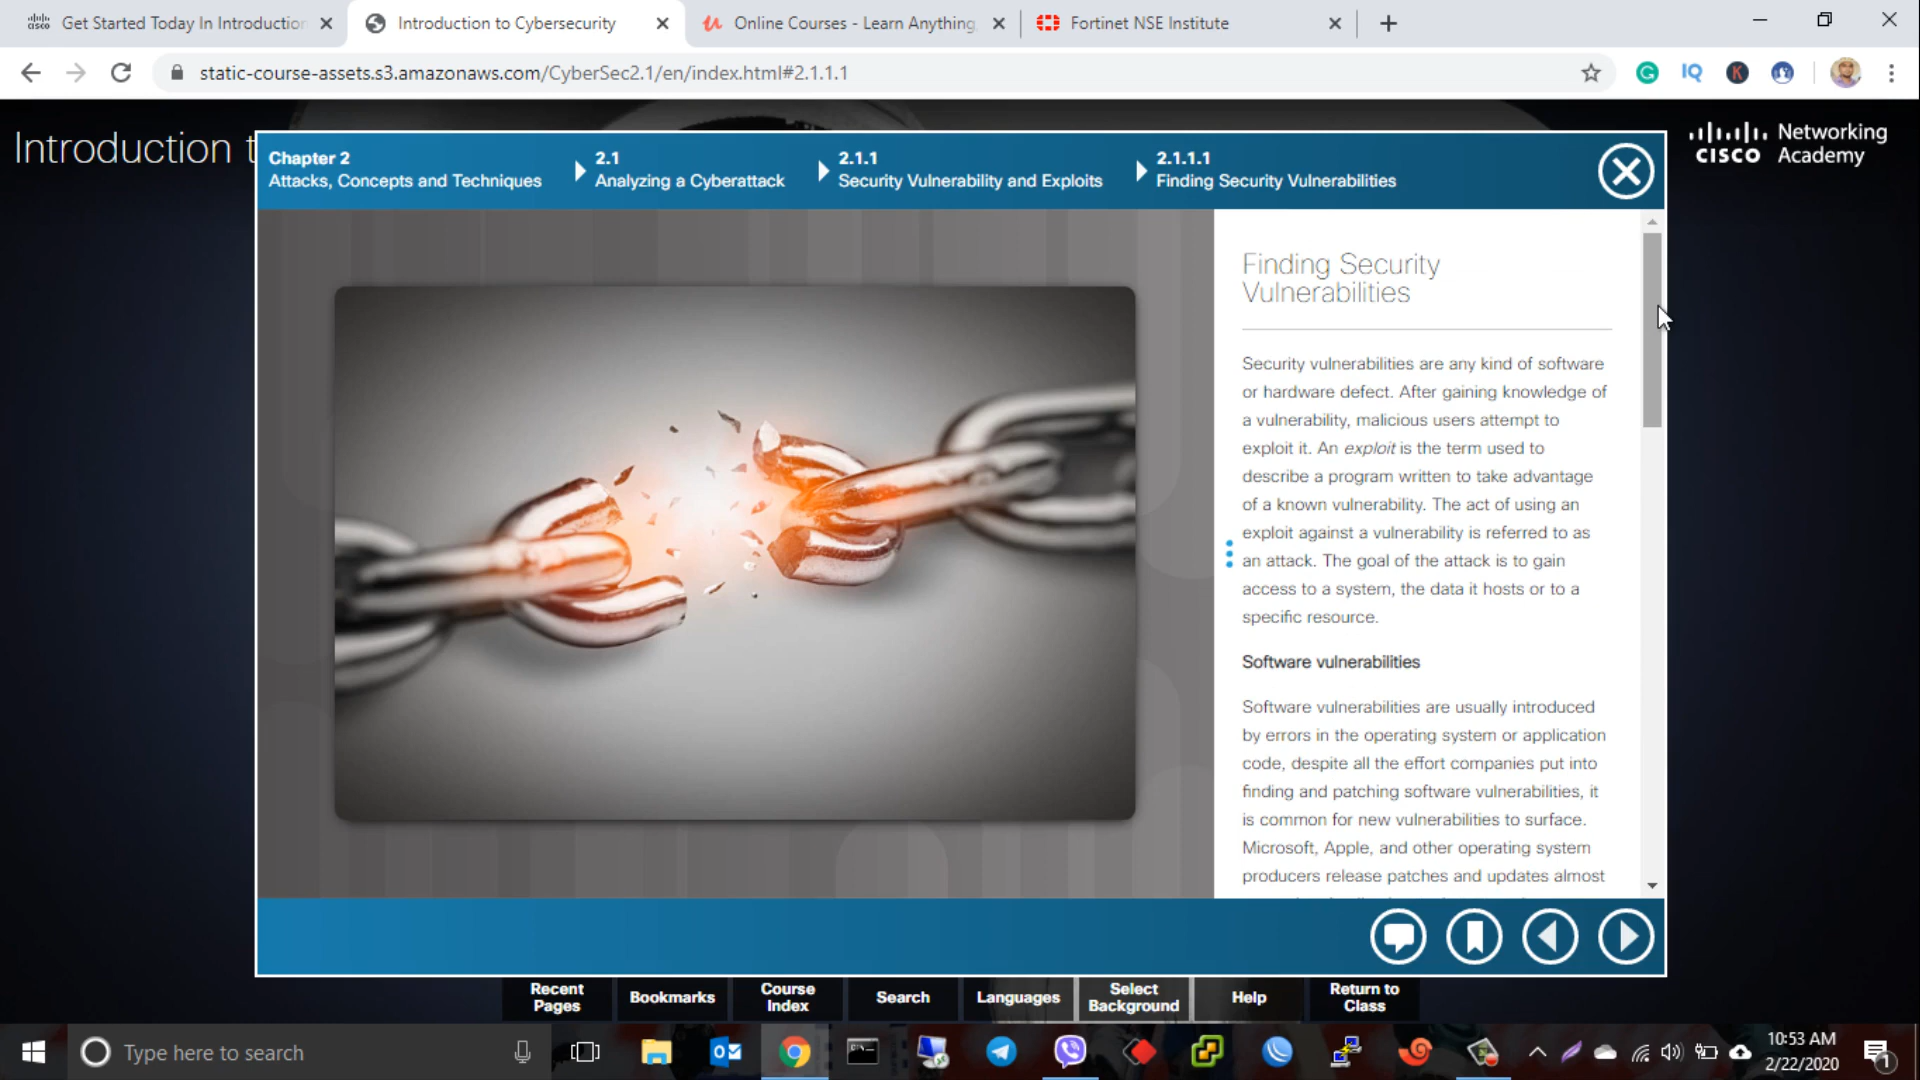 Get Started Today In Introduction
Introduction to Cybersecurity
Online Courses - Learn Anything,
Fortinet NSE Institute
static-course-assets.s3.amazonaws.com/CyberSec2.1/en/index.html#2.1.1.1
Introduction t
Chapter 2
Attacks, Concepts and Techniques
2.1
Analyzing a Cyberattack
2.1.1
Security Vulnerability and Exploits
2.1.1.1
Finding Security Vulnerabilities
CISCO
Networking
Academy
Finding Security
Vulnerabilities
Security vulnerabilities are any kind of software
or hardware defect. After gaining knowledge of
a vulnerability, malicious users attempt to
exploit it. An exploit is the term used to
describe a program written to take advantage
of a known vulnerability. The act of using an
exploit against a vulnerability is referred to as
an attack. The goal of the attack is to gain
access to a system, the data it hosts or to a
specific resource.
Software vulnerabilities
Software vulnerabilities are usually introduced
by errors in the operating system or application
code, despite all the effort companies put into
finding and patching software vulnerabilities, it
is common for new vulnerabilities to surface.
Microsoft, Apple, and other operating system
producers release patches and updates almost
Recent
Pages
Bookmarks
Course
Index
Search
Languages
Select
Background
Help
Return to
Class
Type here to search
10:53 AM
2/22/2020
1